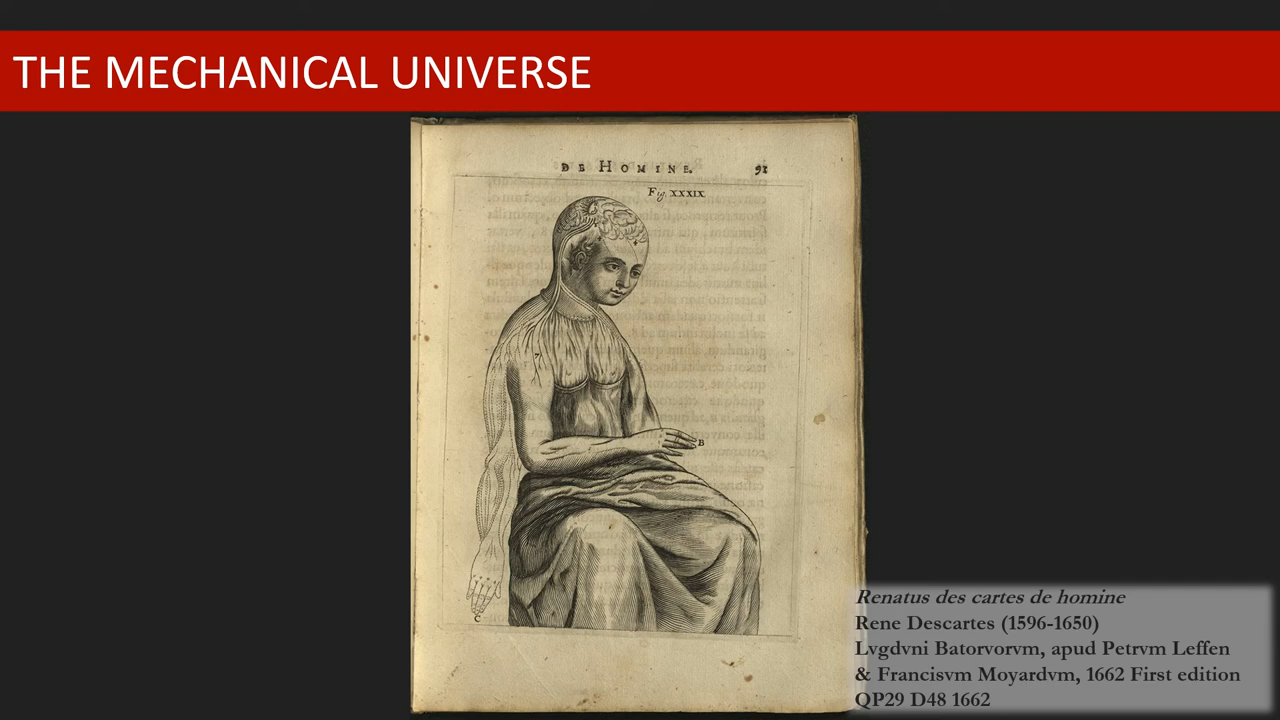 THE MECHANICAL UNIVERSE
DE HOMINE.
91
Fig. XXXIX
7
B
C
Renatus des cartes de homine
Rene Descartes (1596-1650)
Lvgdvni Batorvorvm, apud Petrvm Leffen
& Francisvm Moyardvm, 1662 First edition
QP29 D48 1662